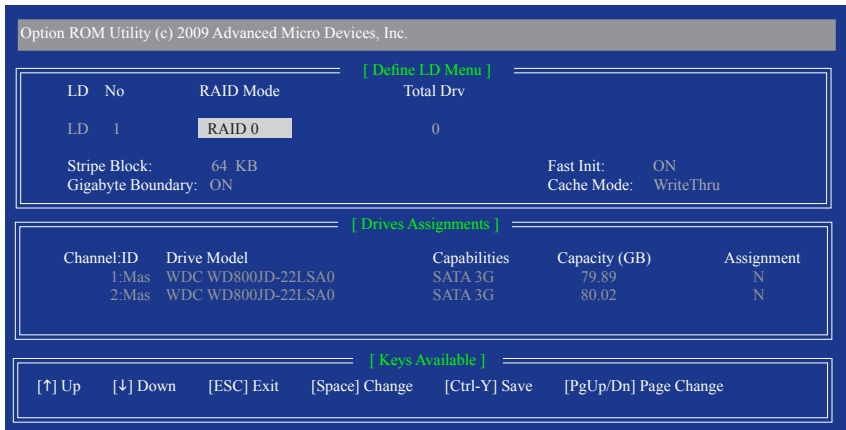 Option ROM Utility (c) 2009 Advanced Micro Devices, Inc.
[ Define LD Menu ]
LD No RAID Mode Total Drv
LD 1 RAID 0 0
Stripe Block: 64 KB Fast Init: ON
Gigabyte Boundary: ON Cache Mode: WriteThru
[ Drives Assignments ]
Channel:ID Drive Model Capabilities Capacity (GB) Assignment
1:Mas WDC WD800JD-22LSA0 SATA 3G 79.89 N
2:Mas WDC WD800JD-22LSA0 SATA 3G 80.02 N
[ Keys Available ]
[↑] Up [↓] Down [ESC] Exit [Space] Change [Ctrl-Y] Save [PgUp/Dn] Page Change